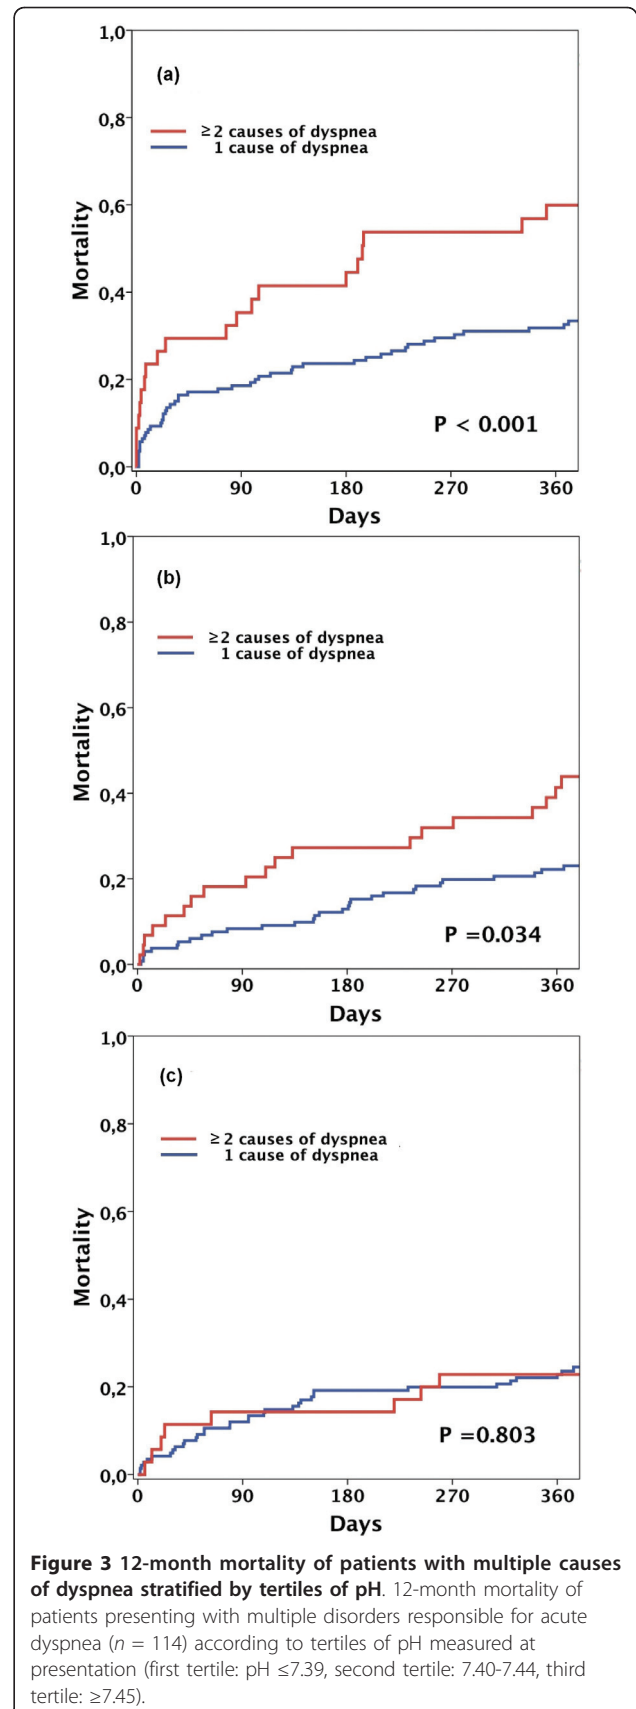 1,0
(a)
0,8
≥2 causes of dyspnea
1 cause of dyspnea
0,6
Mortality
0,4
0,2
P < 0.001
0,0
0 90 180 270 360
Days
1,0
(b)
0,8
≥2 causes of dyspnea
1 cause of dyspnea
0,6
Mortality
0,4
0,2
P =0.034
0,0
0 90 180 270 360
Days
1,0
(c)
0,8
≥2 causes of dyspnea
1 cause of dyspnea
0,6
Mortality
0,4
0,2
P =0.803
0,0
0 90 180 270 360
Days
Figure 3 12-month mortality of patients with multiple causes
of dyspnea stratified by tertiles of pH. 12-month mortality of
patients presenting with multiple disorders responsible for acute
dyspnea (n = 114) according to tertiles of pH measured at
presentation (first tertile: pH ≤7.39, second tertile: 7.40-7.44, third
tertile: ≥7.45).